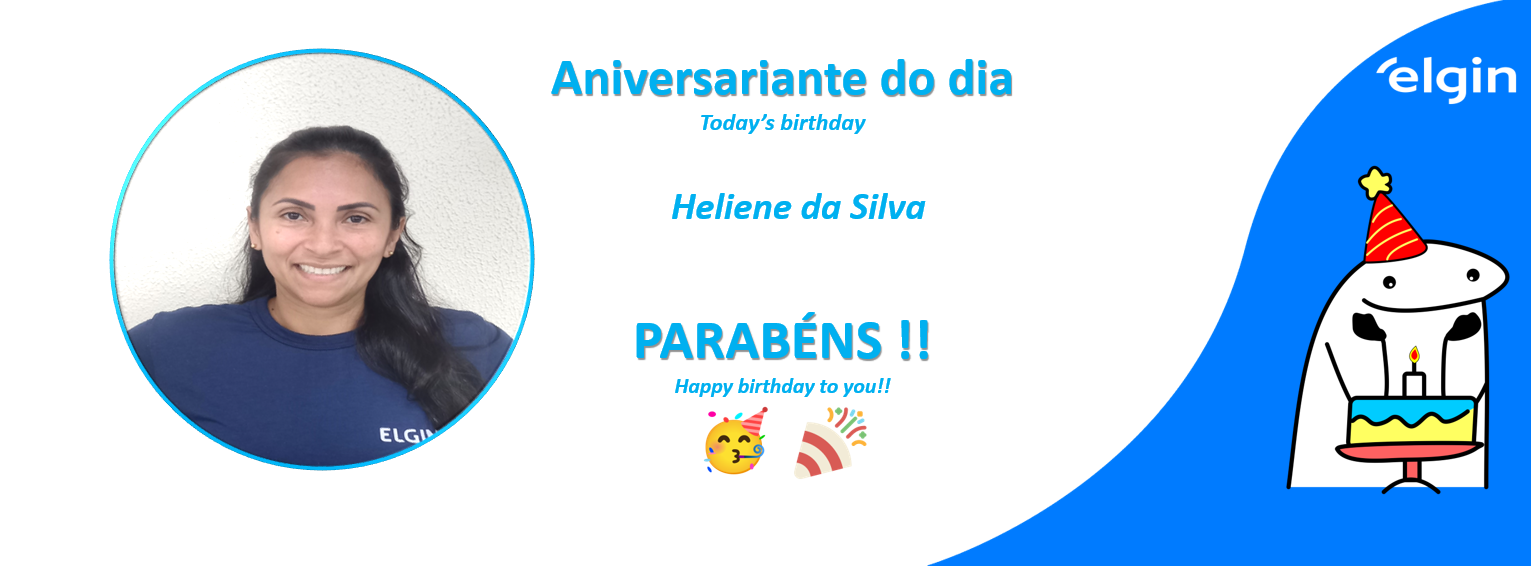 Aniversariante do dia
Today's birthday
Heliene da Silva
PARABÉNS !!
Happy birthday to you!!
elgin
ELGIN